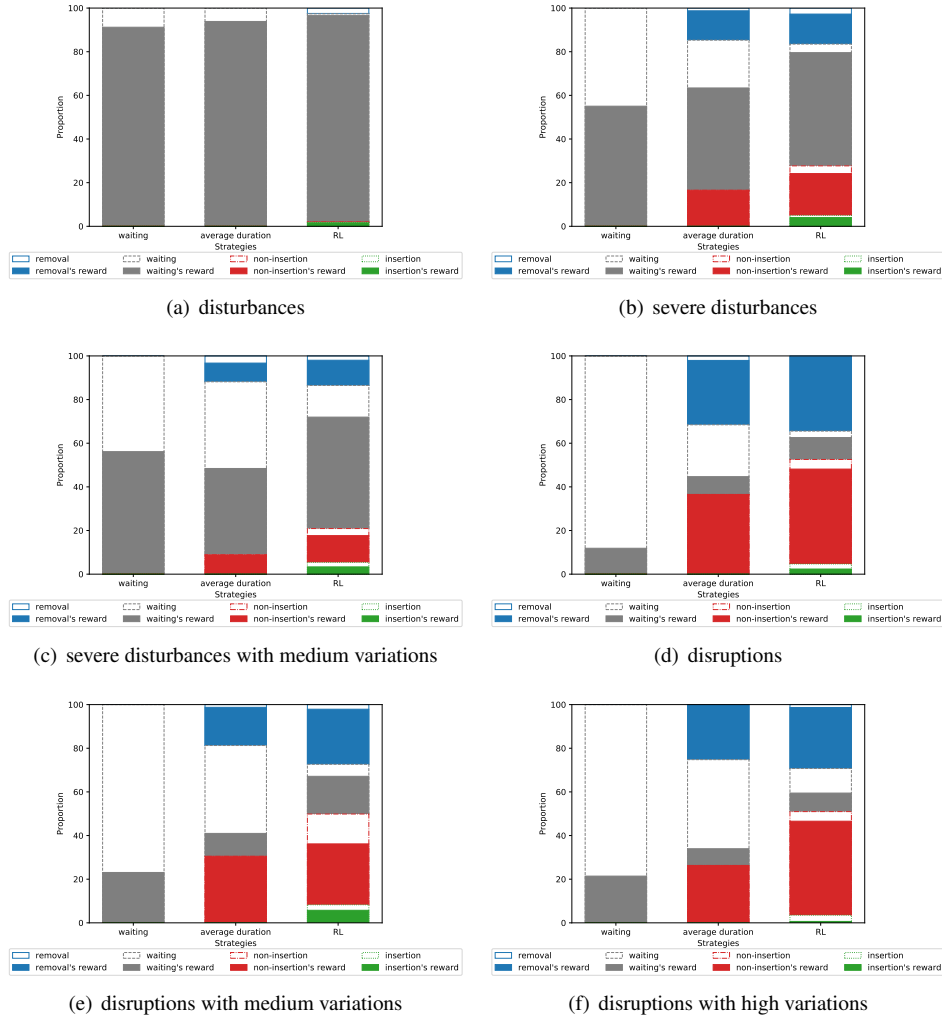 100
80
60
40
20
0
Proportion
waiting average duration RL
Strategies
removal waiting non-insertion insertion
removal's reward waiting's reward non-insertion's reward insertion's reward
(a) disturbances
100
80
60
40
20
0
Proportion
waiting average duration RL
Strategies
removal waiting non-insertion insertion
removal's reward waiting's reward non-insertion's reward insertion's reward
(b) severe disturbances
100
80
60
40
20
0
Proportion
waiting average duration RL
Strategies
removal waiting non-insertion insertion
removal's reward waiting's reward non-insertion's reward insertion's reward
(c) severe disturbances with medium variations
100
80
60
40
20
0
Proportion
waiting average duration RL
Strategies
removal waiting non-insertion insertion
removal's reward waiting's reward non-insertion's reward insertion's reward
(d) disruptions
100
80
60
40
20
0
Proportion
waiting average duration RL
Strategies
removal waiting non-insertion insertion
removal's reward waiting's reward non-insertion's reward insertion's reward
(e) disruptions with medium variations
100
80
60
40
20
0
Proportion
waiting average duration RL
Strategies
removal waiting non-insertion insertion
removal's reward waiting's reward non-insertion's reward insertion's reward
(f) disruptions with high variations